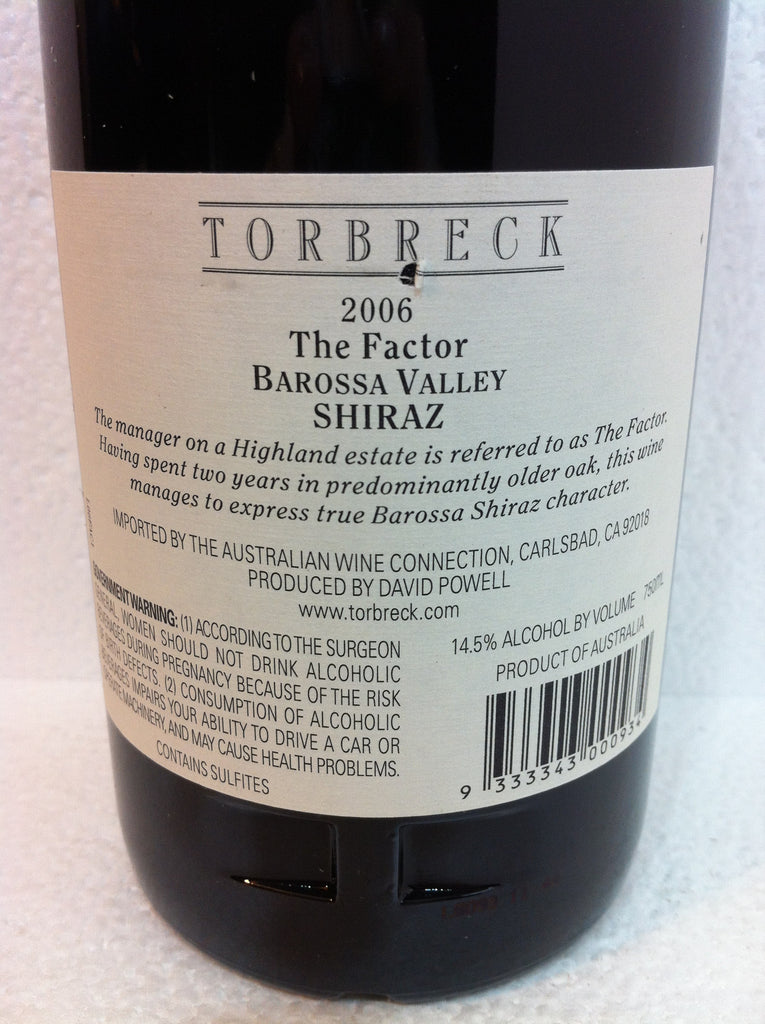 TORBRECK
2006
The Factor
BAROSSA VALLEY
SHIRAZ
The manager on a Highland estate is referred to as The Factor.
Having spent two years in predominantly older oak, this wine
manages to express true Barossa Shiraz character.
IMPORTED BY THE AUSTRALIAN WINE CONNECTION, CARLSBAD, CA 92018
PRODUCED BY DAVID POWELL
www.torbreck.com
WARNING: (1) ACCORDING TO THE SURGEON
WOMEN SHOULD NOT DRINK ALCOHOLIC
DURING PREGNANCY BECAUSE OF THE RISK
DEFECTS. (2) CONSUMPTION OF ALCOHOLIC
IMPAIRS YOUR ABILITY TO DRIVE A CAR OR
MACHINERY, AND MAY CAUSE HEALTH PROBLEMS.
CONTAINS SULFITES
14.5% ALCOHOL BY VOLUME 750ML
PRODUCT OF AUSTRALIA
9 333343 000934